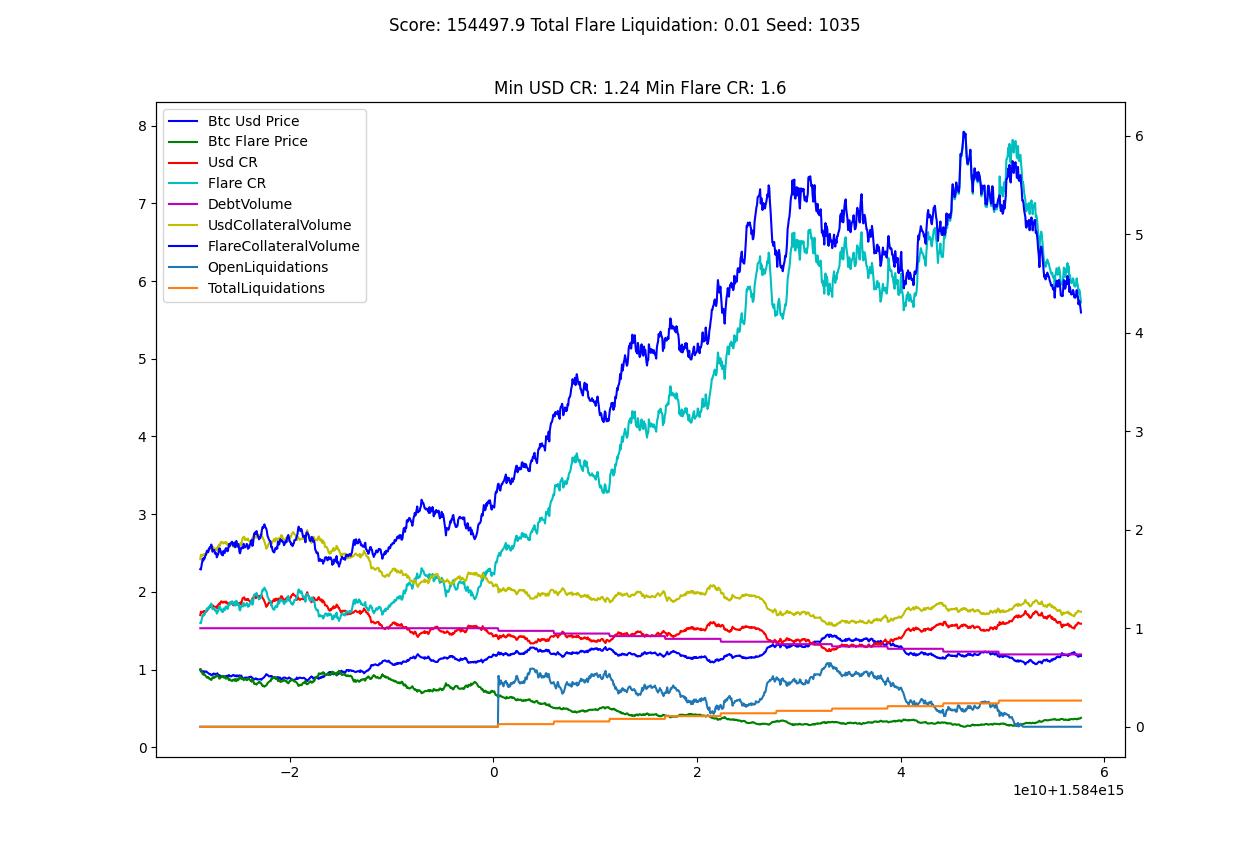 Score: 154497.9 Total Flare Liquidation: 0.01 Seed: 1035
Min USD CR: 1.24 Min Flare CR: 1.6
Btc Usd Price
Btc Flare Price
Usd CR
Flare CR
DebtVolume
UsdCollateralVolume
FlareCollateralVolume
OpenLiquidations
TotalLiquidations
8
7
6
5
4
3
2
1
0
6
5
4
3
2
1
0
−2
0
2
4
6
1e10+1.584e15